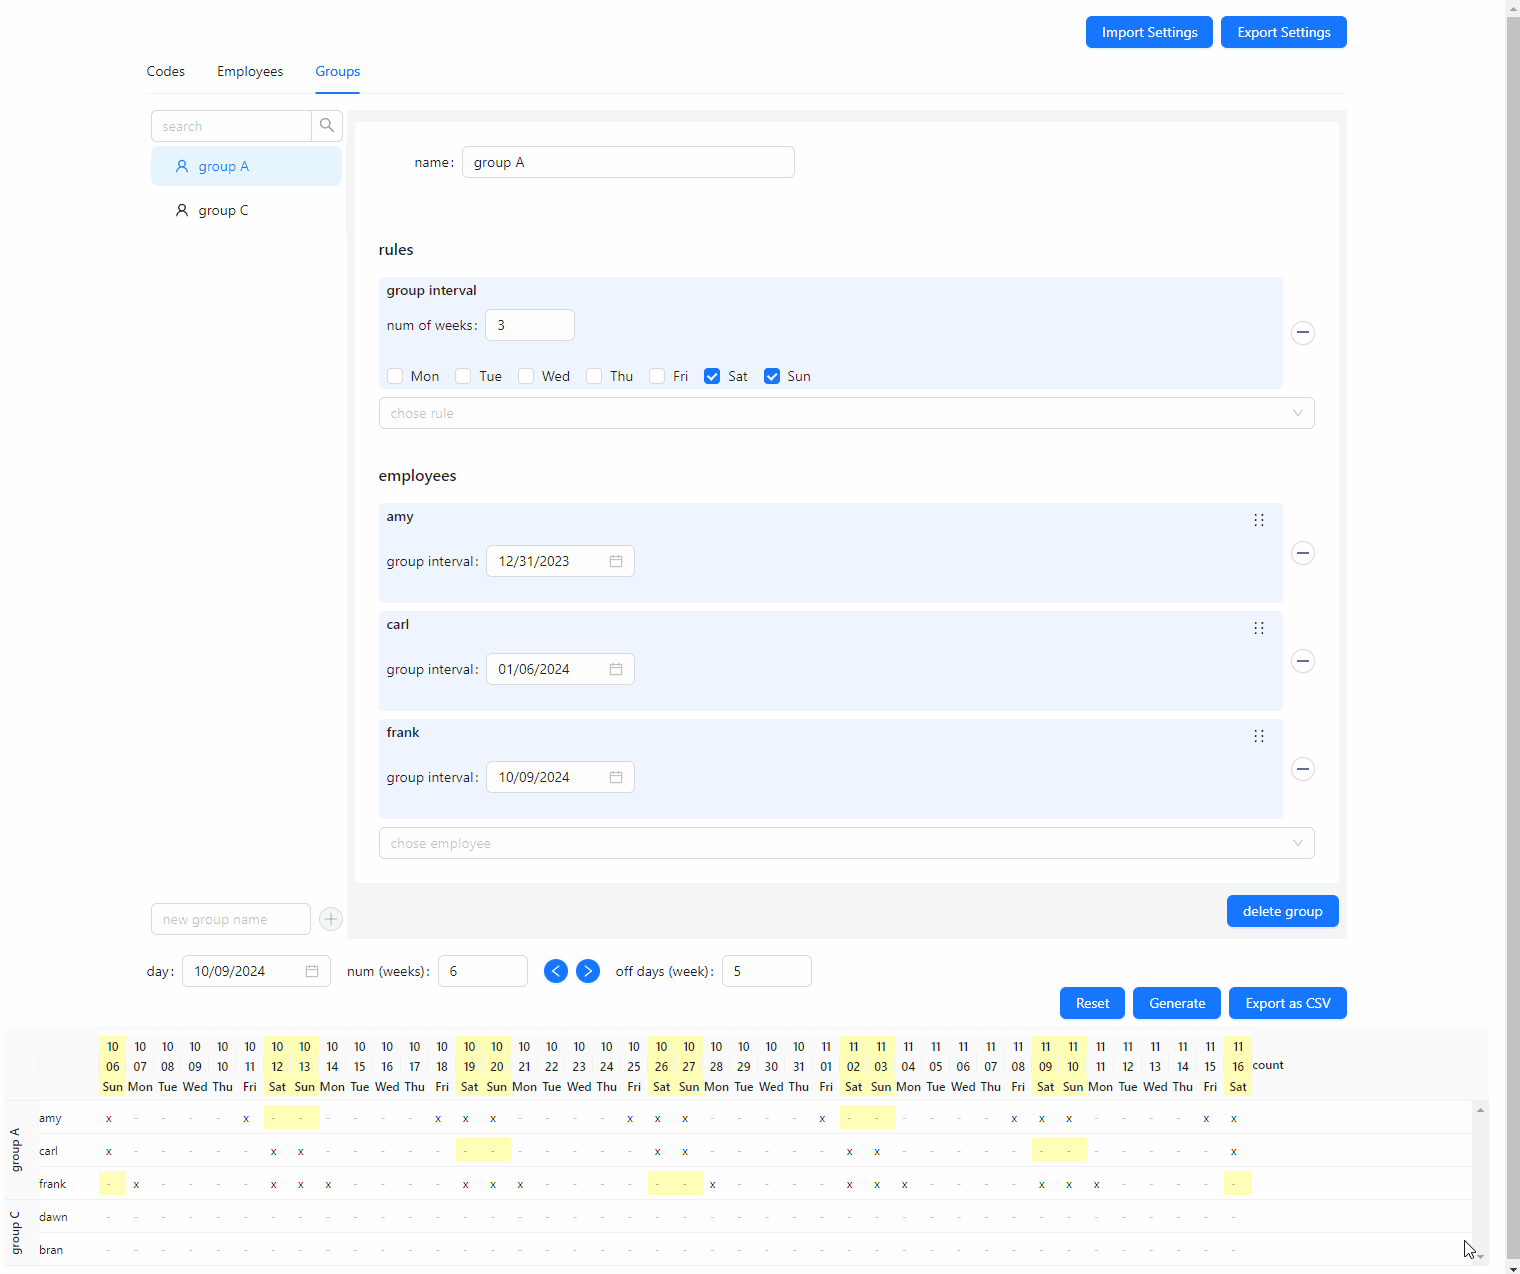 Import Settings Export Settings
Codes Employees Groups
search
group A
group C
name: group A
rules
group interval
num of weeks: 3
Mon Tue Wed Thu Fri Sat Sun
chose rule
employees
amy
group interval: 12/31/2023
carl
group interval: 01/06/2024
frank
group interval: 10/09/2024
chose employee
new group name
delete group
day: 10/09/2024 num (weeks): 6 off days (week): 5
Reset Generate Export as CSV
10 10 10 10 10 10 10 10 10 10 10 10 10 10 10 10 10 10 10 10 10 10 10 10 10 10 11 11 11 11 11 11 11 11 11 11 11 11 11 11 11 11
06 07 08 09 10 11 12 13 14 15 16 17 18 19 20 21 22 23 24 25 26 27 28 29 30 31 01 02 03 04 05 06 07 08 09 10 11 12 13 14 15 16 count
Sun Mon Tue Wed Thu Fri Sat Sun Mon Tue Wed Thu Fri Sat Sun Mon Tue Wed Thu Fri Sat Sun Mon Tue Wed Thu Fri Sat Sun Mon Tue Wed Thu Fri Sat Sun Mon Tue Wed Thu Fri Sat
group A
amy x - - - - x - - - - - - x x x - - - - x x x - - - - x - - - - - - x x x - - - - x x
carl x - - - - - x x - - - - - - - - - - - - x x - - - - - x x - - - - - - - - - - - - x
frank - x - - - - x x x - - - - x x x - - - - - - x - - - - x x x - - - - x x x - - - - -
group C
dawn - - - - - - - - - - - - - - - - - - - - - - - - - - - - - - - - - - - - - - - - - -
bran - - - - - - - - - - - - - - - - - - - - - - - - - - - - - - - - - - - - - - - - - -